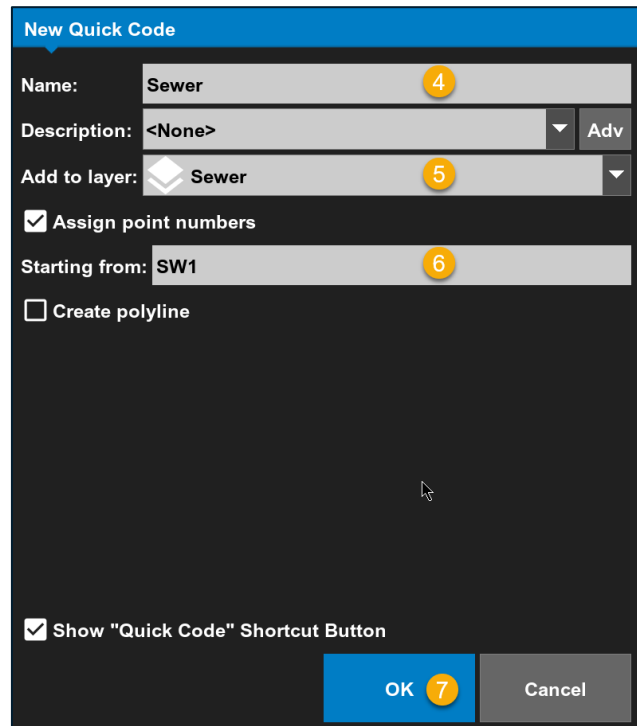 New Quick Code
Name: Sewer 4
Description: <None> Adv
Add to layer: Sewer 5
Assign point numbers
Starting from: SW1 6
Create polyline
Show "Quick Code" Shortcut Button
OK 7 Cancel